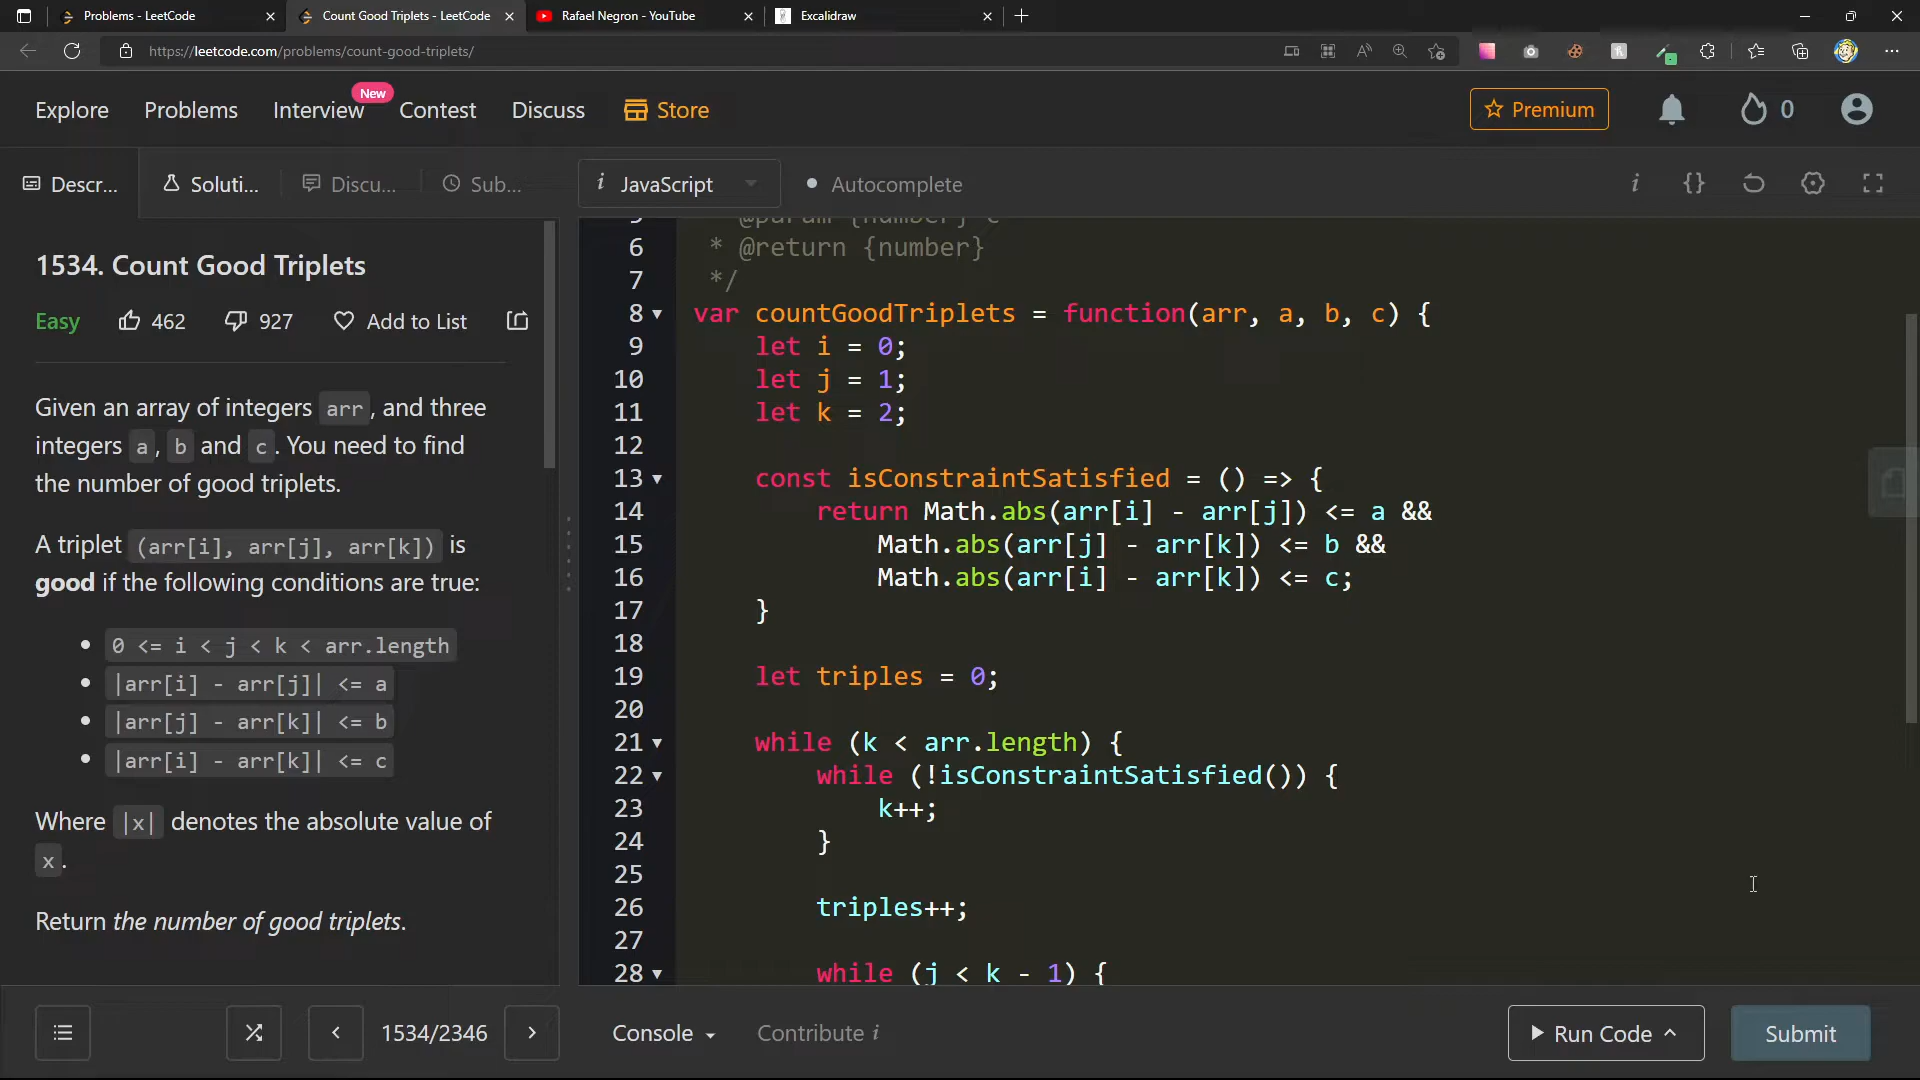 Problems - LeetCode
Count Good Triplets - LeetCode
Rafael Negron - YouTube
Excalidraw
https://leetcode.com/problems/count-good-triplets/
Explore
Problems
Interview
New
Contest
Discuss
Store
Premium
0
Descr...
Soluti...
Discu...
Sub...
i JavaScript
Autocomplete
1534. Count Good Triplets
Easy 462 927 Add to List
Given an array of integers arr, and three
integers a, b and c. You need to find
the number of good triplets.
A triplet (arr[i], arr[j], arr[k]) is
good if the following conditions are true:
0 <= i < j < k < arr.length
|arr[i] - arr[j]| <= a
|arr[j] - arr[k]| <= b
|arr[i] - arr[k]| <= c
Where |x| denotes the absolute value of
x.
Return the number of good triplets.
5 @param {number} c
6 * @return {number}
7 */
8 var countGoodTriplets = function(arr, a, b, c) {
9 let i = 0;
10 let j = 1;
11 let k = 2;
12
13 const isConstraintSatisfied = () => {
14 return Math.abs(arr[i] - arr[j]) <= a &&
15 Math.abs(arr[j] - arr[k]) <= b &&
16 Math.abs(arr[i] - arr[k]) <= c;
17 }
18
19 let triples = 0;
20
21 while (k < arr.length) {
22 while (!isConstraintSatisfied()) {
23 k++;
24 }
25
26 triples++;
27
28 while (j < k - 1) {
1534/2346
Console
Contribute i
Run Code
Submit